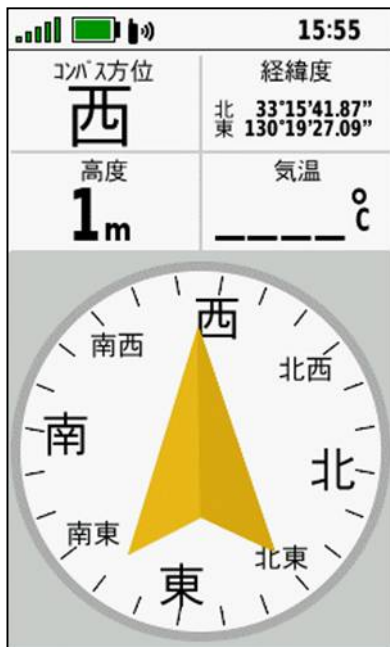 15:55
コンパス方位
西
経緯度
北 33°15'41.87"
東 130°19'27.09"
高度
1m
気温
____°C
西
南西
北西
南
北
南東
北東
東